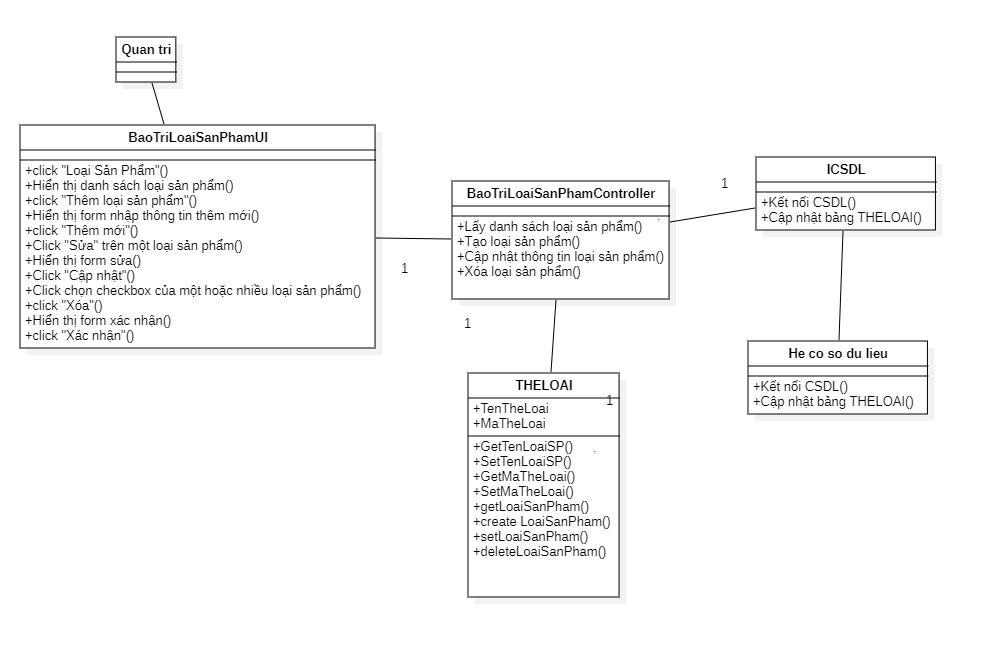 Quan tri
BaoTriLoaiSanPhamUI
+click "Loại Sản Phẩm"()
+Hiển thị danh sách loại sản phẩm()
+click "Thêm loại sản phẩm"()
+Hiển thị form nhập thông tin thêm mới()
+click "Thêm mới"()
+Click "Sửa" trên một loại sản phẩm()
+Hiển thị form sửa()
+Click "Cập nhật"()
+Click chọn checkbox của một hoặc nhiều loại sản phẩm()
+click "Xóa"()
+Hiển thị form xác nhận()
+click "Xác nhận"()
1
BaoTriLoaiSanPhamController
+Lấy danh sách loại sản phẩm()
+Tạo loại sản phẩm()
+Cập nhật thông tin loại sản phẩm()
+Xóa loại sản phẩm()
1
1
ICSDL
+Kết nối CSDL()
+Cập nhật bảng THELOAI()
He co so du lieu
+Kết nối CSDL()
+Cập nhật bảng THELOAI()
THELOAI
1
+TenTheLoai
+MaTheLoai
+GetTenLoaiSP()
+SetTenLoaiSP()
+GetMaTheLoai()
+SetMaTheLoai()
+getLoaiSanPham()
+create LoaiSanPham()
+setLoaiSanPham()
+deleteLoaiSanPham()